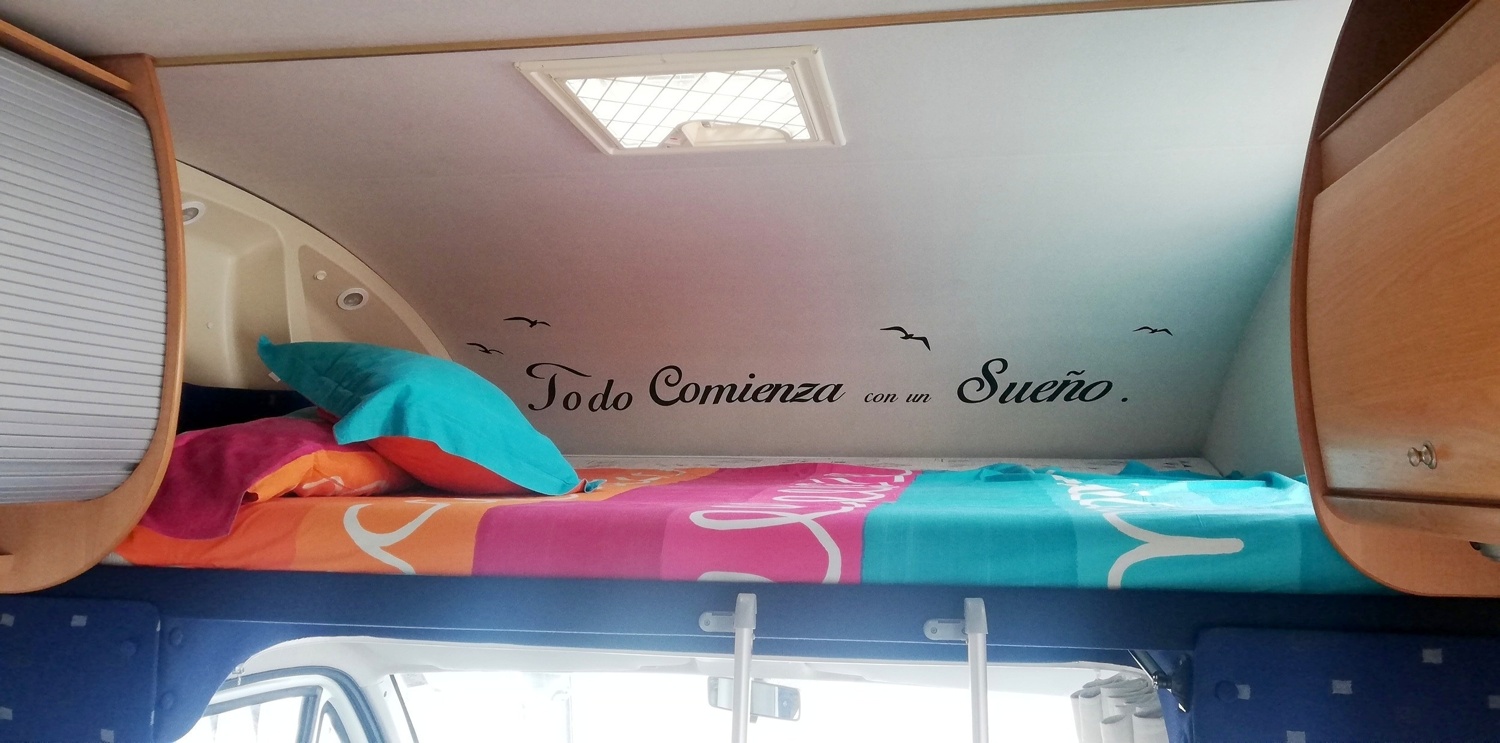 Todo Comienza con un Sueño.